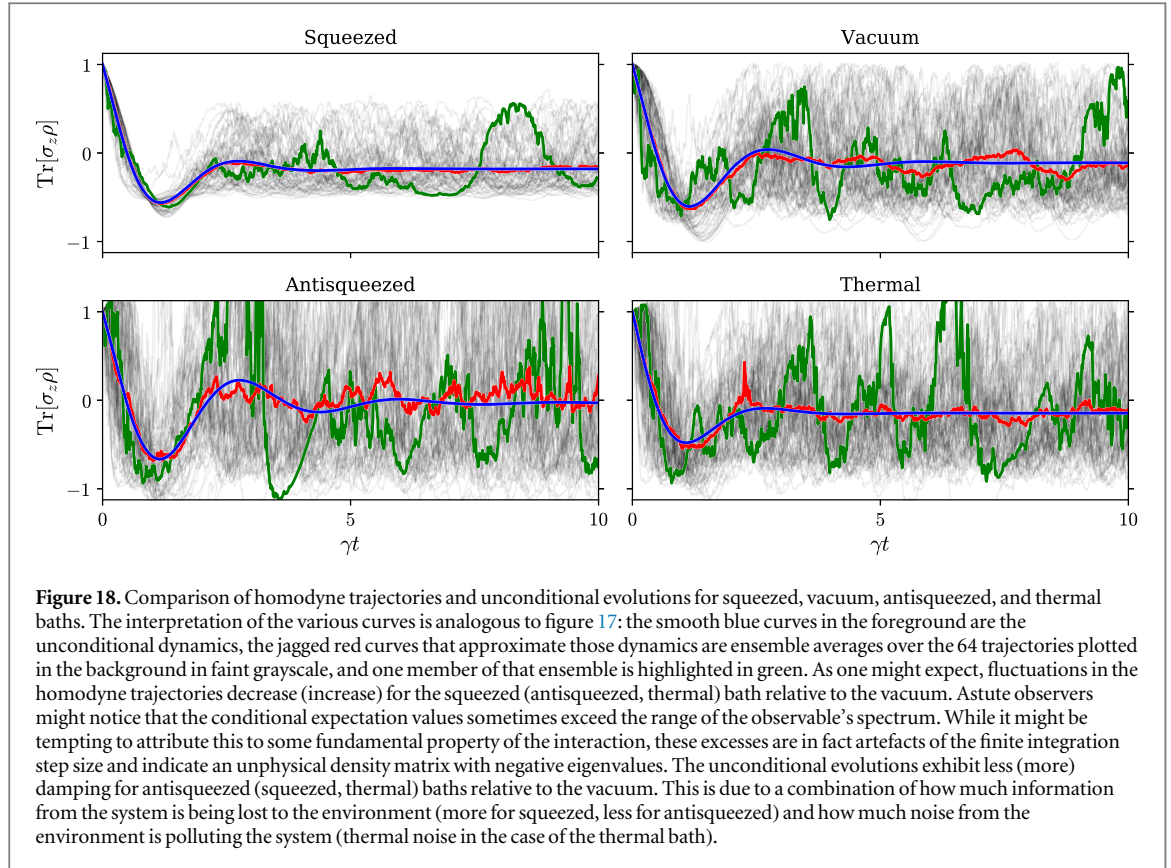 Squeezed
Vacuum
1
0
−1
Tr[σ_zρ]
Antisqueezed
Thermal
1
0
−1
Tr[σ_zρ]
0
5
10
0
5
10
γt
γt
Figure 18. Comparison of homodyne trajectories and unconditional evolutions for squeezed, vacuum, antisqueezed, and thermal
baths. The interpretation of the various curves is analogous to figure 17: the smooth blue curves in the foreground are the
unconditional dynamics, the jagged red curves that approximate those dynamics are ensemble averages over the 64 trajectories plotted
in the background in faint grayscale, and one member of that ensemble is highlighted in green. As one might expect, fluctuations in the
homodyne trajectories decrease (increase) for the squeezed (antisqueezed, thermal) bath relative to the vacuum. Astute observers
might notice that the conditional expectation values sometimes exceed the range of the observable's spectrum. While it might be
tempting to attribute this to some fundamental property of the interaction, these excesses are in fact artefacts of the finite integration
step size and indicate an unphysical density matrix with negative eigenvalues. The unconditional evolutions exhibit less (more)
damping for antisqueezed (squeezed, thermal) baths relative to the vacuum. This is due to a combination of how much information
from the system is being lost to the environment (more for squeezed, less for antisqueezed) and how much noise from the
environment is polluting the system (thermal noise in the case of the thermal bath).